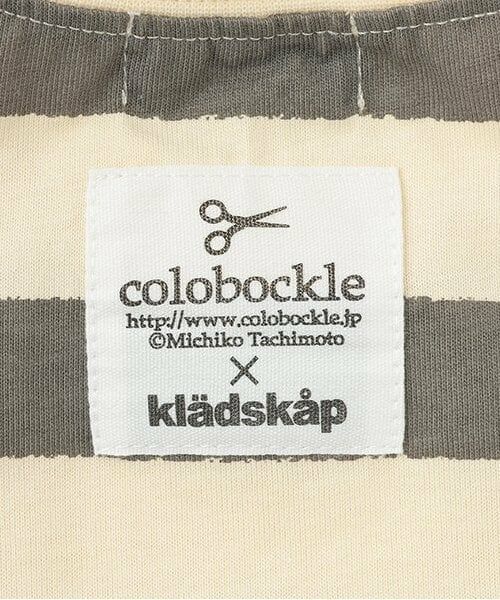 colobockle
http://www.colobockle.jp
©Michiko Tachimoto
×
klädskåp